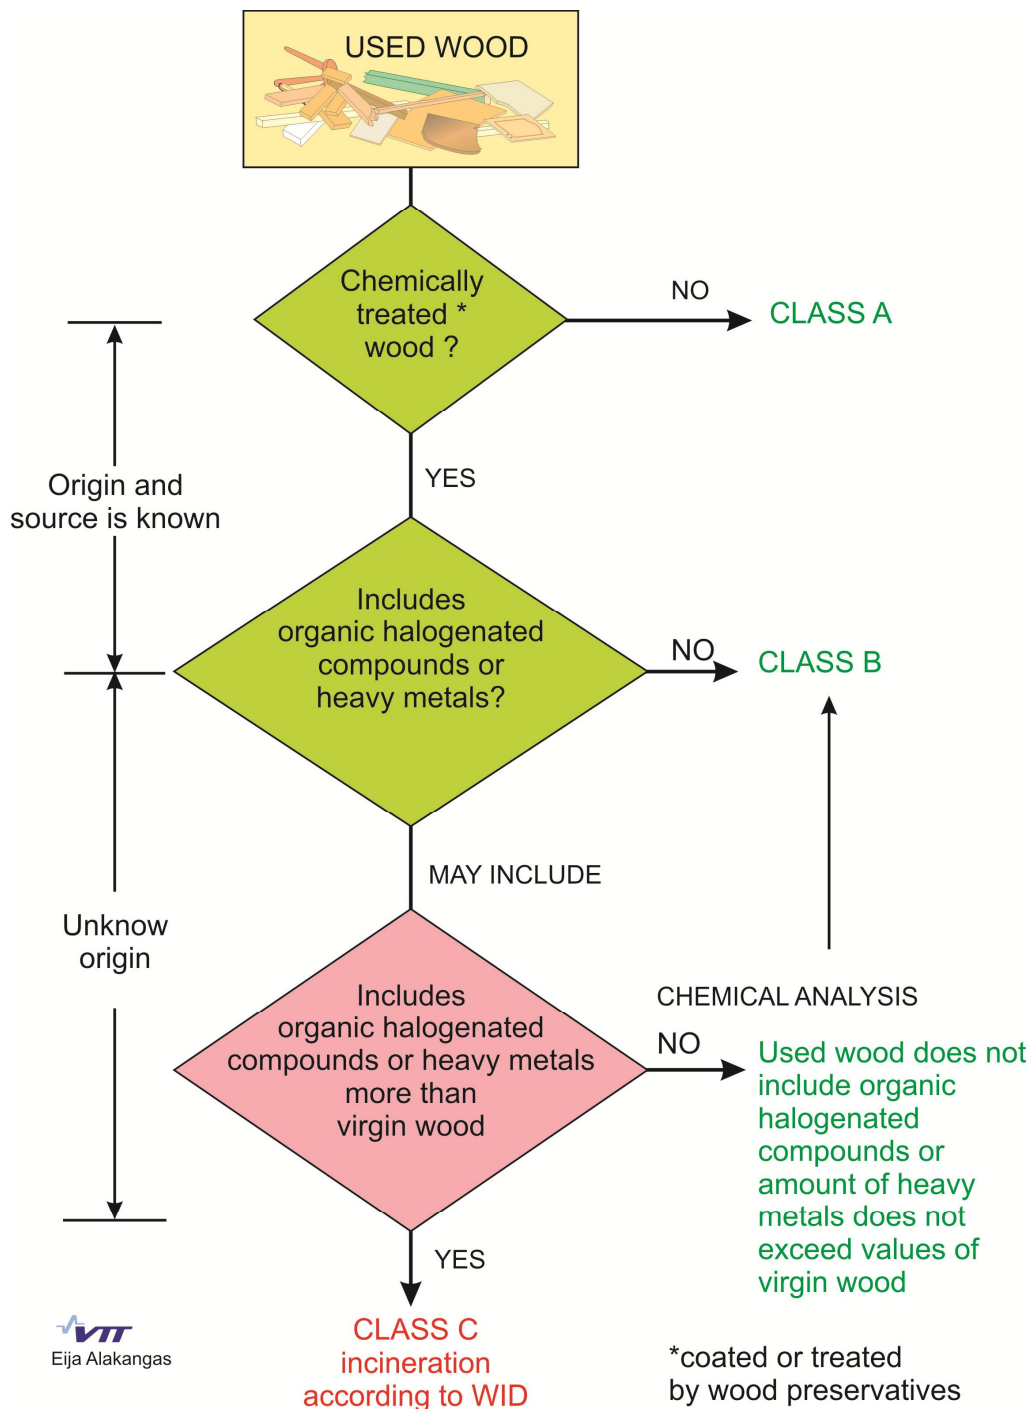 USED WOOD
Chemically
treated *
wood ?
NO
CLASS A
YES
Origin and
source is known
Includes
organic halogenated
compounds or
heavy metals?
NO
CLASS B
MAY INCLUDE
Unknow
origin
Includes
organic halogenated
compounds or heavy metals
more than
virgin wood
CHEMICAL ANALYSIS
NO
Used wood does not
include organic
halogenated
compounds or
amount of heavy
metals does not
exceed values of
virgin wood
YES
CLASS C
incineration
according to WID
VTT
Eija Alakangas
*coated or treated
by wood preservatives